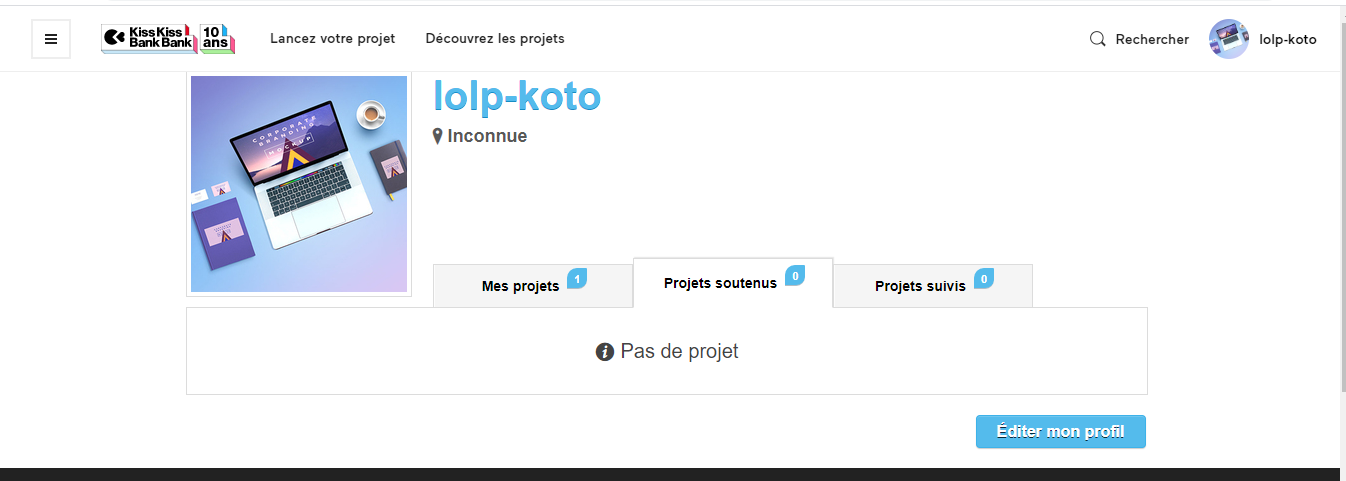 KissKiss
BankBank
10
ans
Lancez votre projet
Découvrez les projets
Rechercher
lolp-koto
lolp-koto
Inconnue
CORPORATE
BRANDING
MOCKUP
Mes projets 1
Projets soutenus 0
Projets suivis 0
Pas de projet
Éditer mon profil